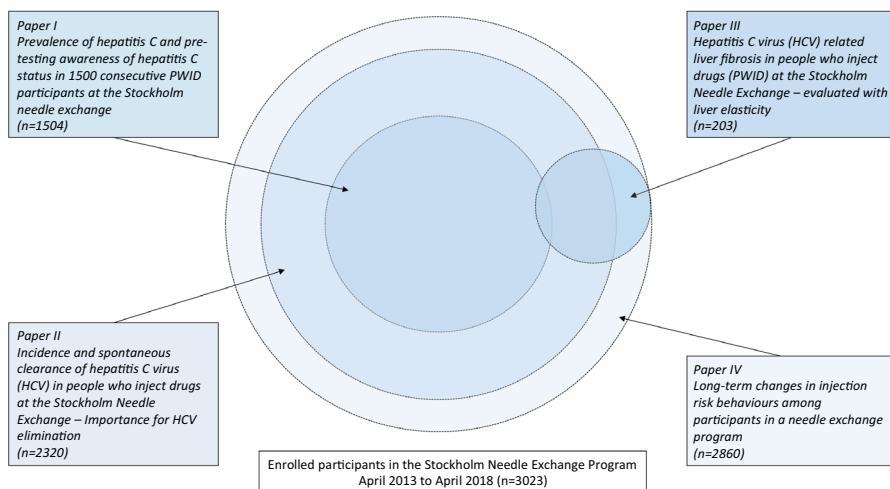 Paper I
Prevalence of hepatitis C and pre-
testing awareness of hepatitis C
status in 1500 consecutive PWID
participants at the Stockholm
needle exchange
(n=1504)
Paper III
Hepatitis C virus (HCV) related
liver fibrosis in people who inject
drugs (PWID) at the Stockholm
Needle Exchange – evaluated with
liver elasticity
(n=203)
Paper II
Incidence and spontaneous
clearance of hepatitis C virus
(HCV) in people who inject drugs
at the Stockholm Needle
Exchange – Importance for HCV
elimination
(n=2320)
Paper IV
Long-term changes in injection
risk behaviours among
participants in a needle exchange
program
(n=2860)
Enrolled participants in the Stockholm Needle Exchange Program
April 2013 to April 2018 (n=3023)